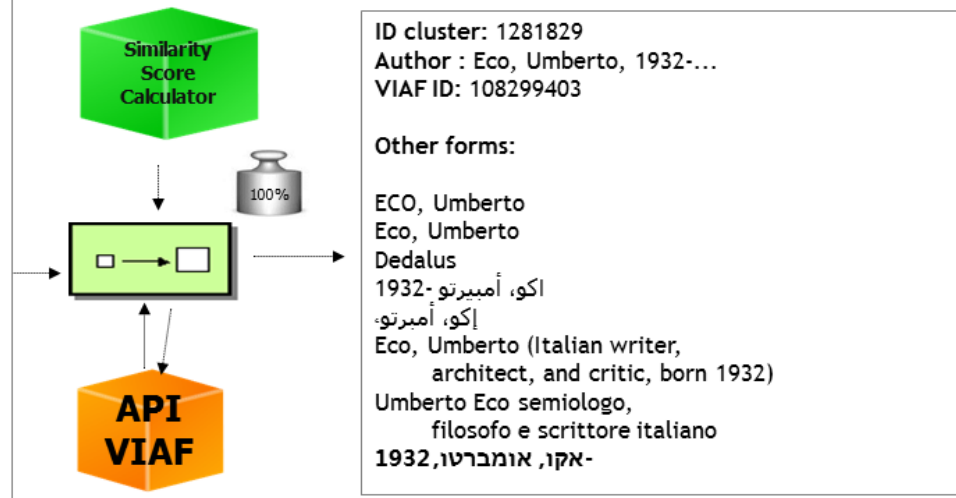 Similarity
Score
Calculator
100%
API
VIAF
ID cluster: 1281829
Author : Eco, Umberto, 1932-...
VIAF ID: 108299403
Other forms:
ECO, Umberto
Eco, Umberto
Dedalus
اكو، أمبيرتو -1932
إكو، أمبرتو،
Eco, Umberto (Italian writer,
architect, and critic, born 1932)
Umberto Eco semiologo,
filosofo e scrittore italiano
אקו, אומברטו,1932-